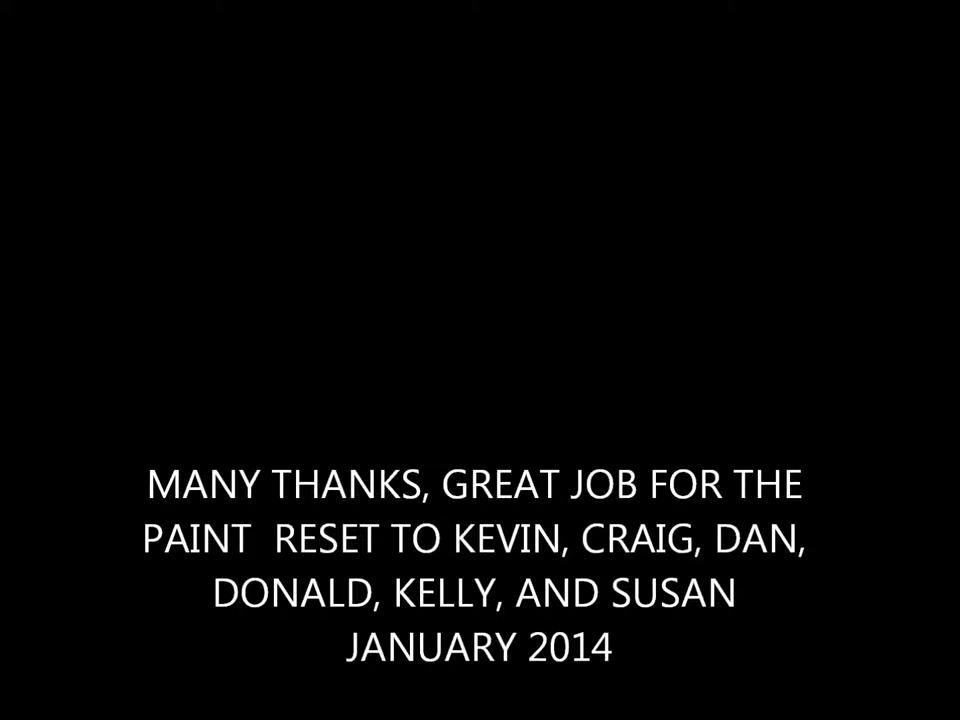 MANY THANKS, GREAT JOB FOR THE
PAINT  RESET TO KEVIN, CRAIG, DAN,
DONALD, KELLY, AND SUSAN
JANUARY 2014